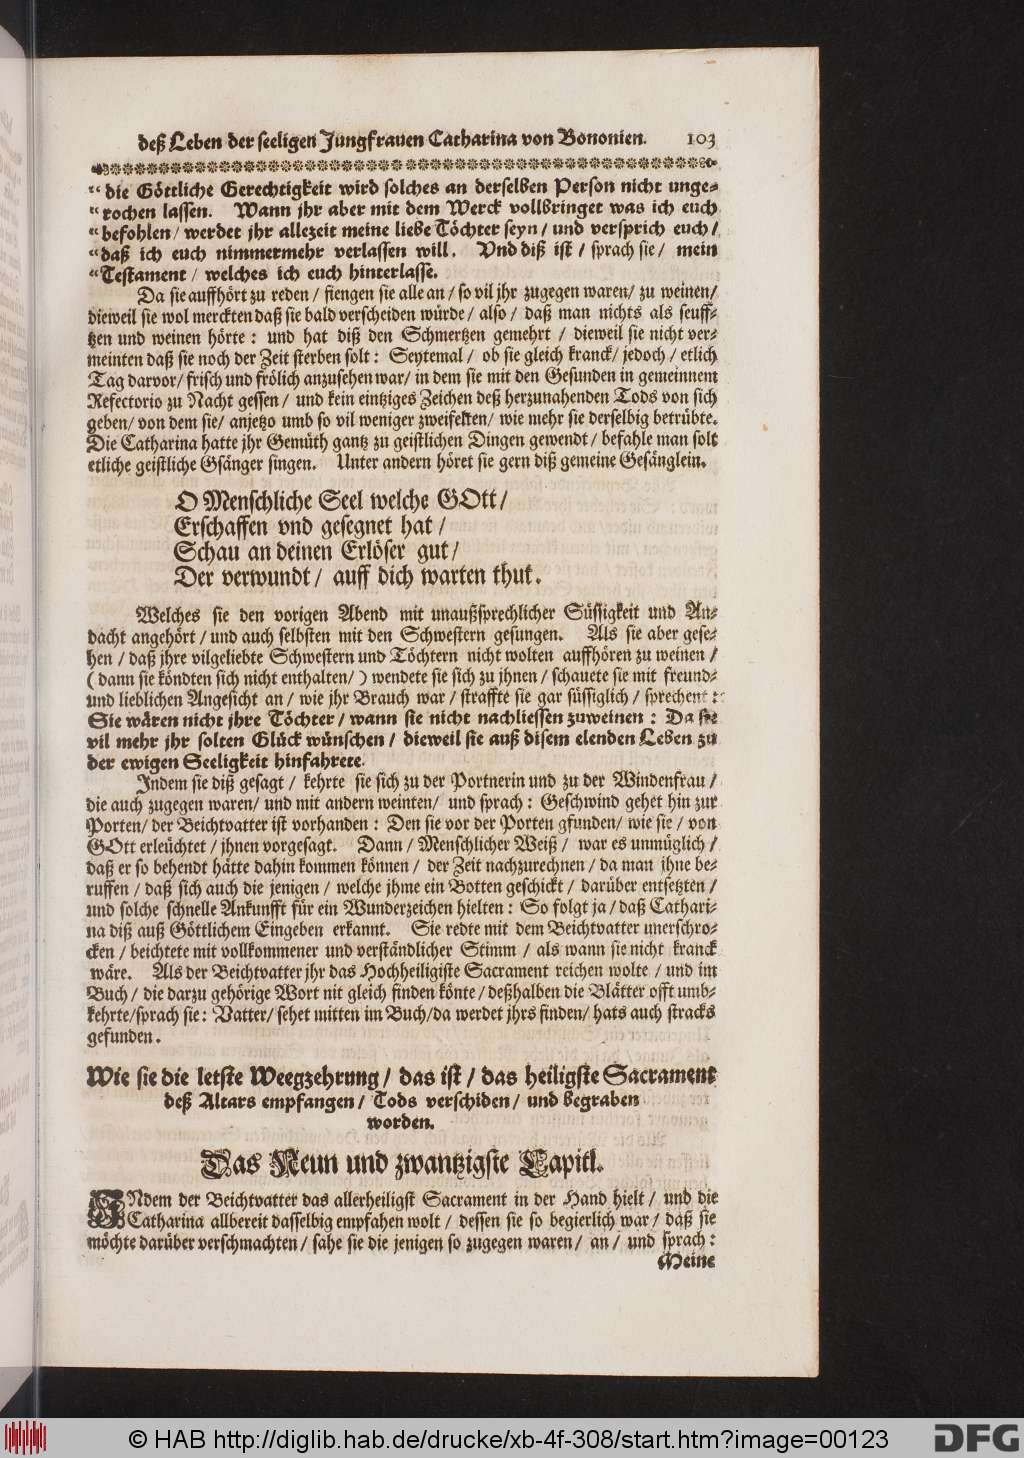 deß Leben der seeligen Jungfrauen Catharina von Bononien. 103
“ die Göttliche Gerechtigkeit wird solches an derselben Person nicht unge-
“ rochen lassen. Wann jhr aber mit dem Werck vollbringet was ich euch
“ befohlen / werdet jhr allezeit meine liebe Töchter seyn / und versprich euch /
“ daß ich euch nimmermehr verlassen will. Vnd diß ist / sprach sie / mein
“ Testament / welches ich euch hinterlasse.
Da sie auffhört zu reden / fiengen sie alle an / so vil jhr zugegen waren / zu weinen /
dieweil sie wol merckten daß sie bald verscheiden würde / also / daß man nichts als seuff-
tzen und weinen hörte : und hat diß den Schmertzen gemehrt / dieweil sie nicht ver-
meinten daß sie noch der Zeit sterben solt : Seytemal / ob sie gleich kranck / jedoch / etlich
Tag darvor / frisch und frölich anzusehen war / in dem sie mit den Gesunden in gemeinnem
Refectorio zu Nacht gessen / und kein eintziges Zeichen deß herzunahenden Tods von sich
geben / von dem sie / anjetzo umb so vil weniger zweifelten / wie mehr sie derselbig betrübte.
Die Catharina hatte jhr Gemüth gantz zu geistlichen Dingen gewendt / befahle man solt
etliche geistliche Gsänger singen. Unter andern höret sie gern diß gemeine Gesänglein.
O Menschliche Seel welche GOtt /
Erschaffen vnd gesegnet hat /
Schau an deinen Erlöser gut /
Der verwundt / auff dich warten thut.
Welches sie den vorigen Abend mit unaußsprechlicher Süssigkeit und An-
dacht angehört / und auch selbsten mit den Schwestern gesungen. Als sie aber gese-
hen / daß jhre vilgeliebte Schwestern und Töchtern nicht wolten auffhören zu weinen /
( dann sie köndten sich nicht enthalten / ) wendete sie sich zu jhnen / schauete sie mit freund-
und lieblichen Angesicht an / wie jhr Brauch war / straffte sie gar süssiglich / sprechent :
Sie wären nicht jhre Töchter / wann sie nicht nachliessen zuweinen : Da sie
vil mehr jhr solten Glück wünschen / dieweil sie auß disem elenden Leben zu
der ewigen Seeligkeit hinfahrete.
Indem sie diß gesagt / kehrte sie sich zu der Portnerin und zu der Windenfrau /
die auch zugegen waren / und mit andern weinten / und sprach : Geschwind gehet hin zur
Porten / der Beichtvatter ist vorhanden : Den sie vor der Porten gfunden / wie sie / von
GOtt erleüchtet / jhnen vorgesagt. Dann / Menschlicher Weiß / war es unmüglich /
daß er so behendt hätte dahin kommen können / der Zeit nachzurechnen / da man jhne be-
ruffen / daß sich auch die jenigen / welche jhme ein Botten geschickt / darüber entsetzten /
und solche schnelle Ankunfft für ein Wunderzeichen hielten : So folgt ja / daß Cathari-
na diß auß Göttlichem Eingeben erkannt. Sie redte mit dem Beichtvatter unerschro-
cken / beichtete mit vollkommener und verständlicher Stimm / als wann sie nicht kranck
wäre. Als der Beichtvatter jhr das Hochheiligiste Sacrament reichen wolte / und im
Buch / die darzu gehörige Wort nit gleich finden könte / deßhalben die Blätter offt umb-
kehrte / sprach sie : Vatter / sehet mitten im Buch / da werdet jhrs finden / hats auch stracks
gefunden.
Wie sie die letste Weegzehrung / das ist / das heiligste Sacrament
deß Altars empfangen / Tods verschiden / und begraben
worden.
Das Neun und zwantzigste Capitl.
INdem der Beichtvatter das allerheiligst Sacrament in der Hand hielt / und die
Catharina allbereit dasselbig empfahen wolt / dessen sie so begierlich war / daß sie
möchte darüber verschmachten / sahe sie die jenigen so zugegen waren / an / und sprach :
Meine
© HAB http://diglib.hab.de/drucke/xb-4f-308/start.htm?image=00123
DFG